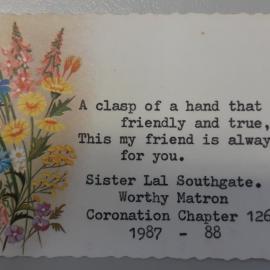 A clasp of a hand that
friendly and true,
This my friend is alway
for you.
Sister Lal Southgate.
Worthy Matron
Coronation Chapter 126
1987 - 88